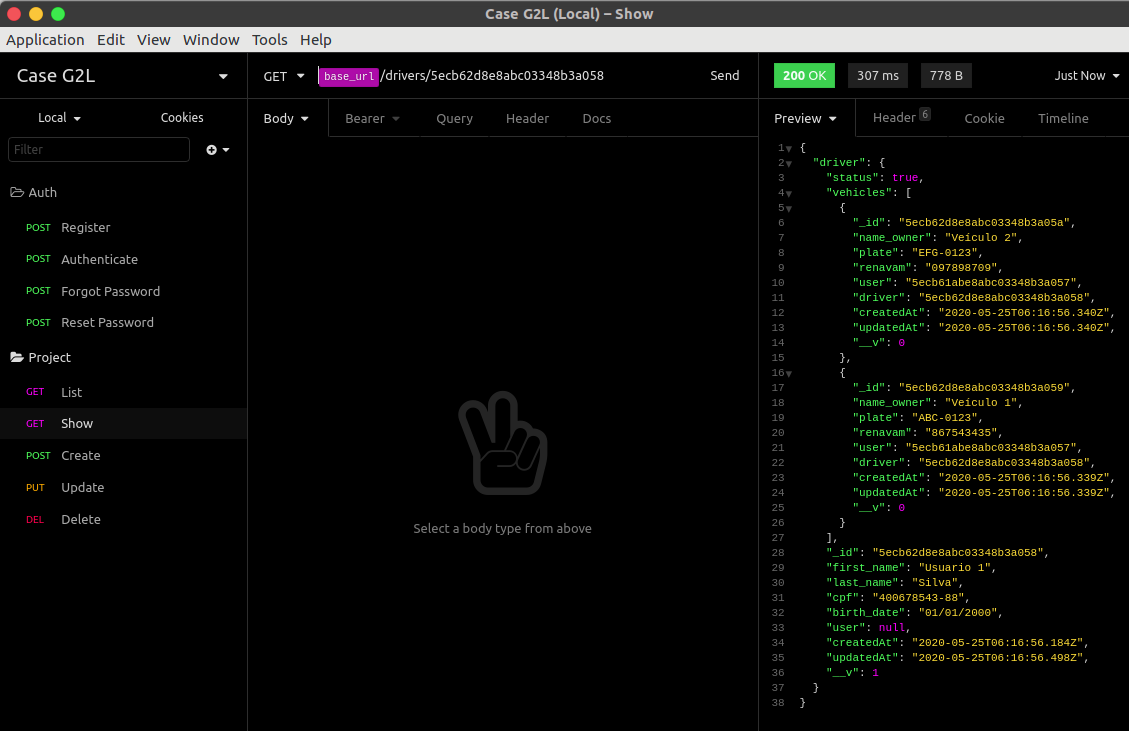 Case G2L (Local) – Show
Application Edit View Window Tools Help
Case G2L
Local Cookies
Filter
Auth
POST Register
POST Authenticate
POST Forgot Password
POST Reset Password
Project
GET List
GET Show
POST Create
PUT Update
DEL Delete
GET base_url/drivers/5ecb62d8e8abc03348b3a058 Send
Body Bearer Query Header Docs
Select a body type from above
200 OK 307 ms 778 B Just Now
Preview Header 6 Cookie Timeline
1 {
2 "driver": {
3 "status": true,
4 "vehicles": [
5 {
6 "_id": "5ecb62d8e8abc03348b3a05a",
7 "name_owner": "Veículo 2",
8 "plate": "EFG-0123",
9 "renavam": "097898709",
10 "user": "5ecb61abe8abc03348b3a057",
11 "driver": "5ecb62d8e8abc03348b3a058",
12 "createdAt": "2020-05-25T06:16:56.340Z",
13 "updatedAt": "2020-05-25T06:16:56.340Z",
14 "__v": 0
15 },
16 {
17 "_id": "5ecb62d8e8abc03348b3a059",
18 "name_owner": "Veículo 1",
19 "plate": "ABC-0123",
20 "renavam": "867543435",
21 "user": "5ecb61abe8abc03348b3a057",
22 "driver": "5ecb62d8e8abc03348b3a058",
23 "createdAt": "2020-05-25T06:16:56.339Z",
24 "updatedAt": "2020-05-25T06:16:56.339Z",
25 "__v": 0
26 }
27 ],
28 "_id": "5ecb62d8e8abc03348b3a058",
29 "first_name": "Usuario 1",
30 "last_name": "Silva",
31 "cpf": "400678543-88",
32 "birth_date": "01/01/2000",
33 "user": null,
34 "createdAt": "2020-05-25T06:16:56.184Z",
35 "updatedAt": "2020-05-25T06:16:56.498Z",
36 "__v": 1
37 }
38 }